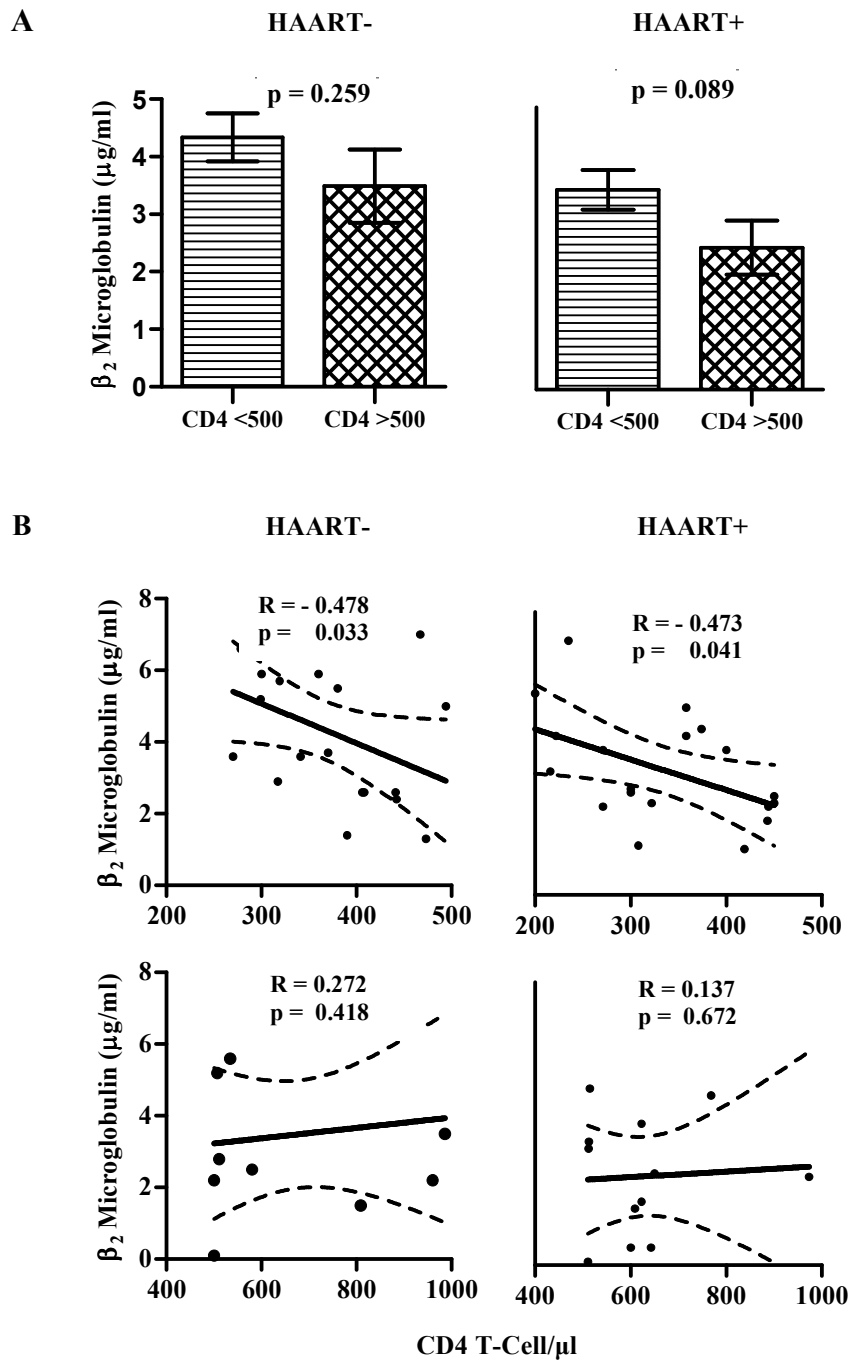 A
HAART-
HAART+
p = 0.259
p = 0.089
β2 Microglobulin (µg/ml)
5
4
3
2
1
0
CD4 <500
CD4 >500
CD4 <500
CD4 >500
B
HAART-
HAART+
β2 Microglobulin (µg/ml)
8
6
4
2
0
R = - 0.478
p = 0.033
R = - 0.473
p = 0.041
200
300
400
500
200
300
400
500
β2 Microglobulin (µg/ml)
8
6
4
2
0
R = 0.272
p = 0.418
R = 0.137
p = 0.672
400
600
800
1000
400
600
800
1000
CD4 T-Cell/µl